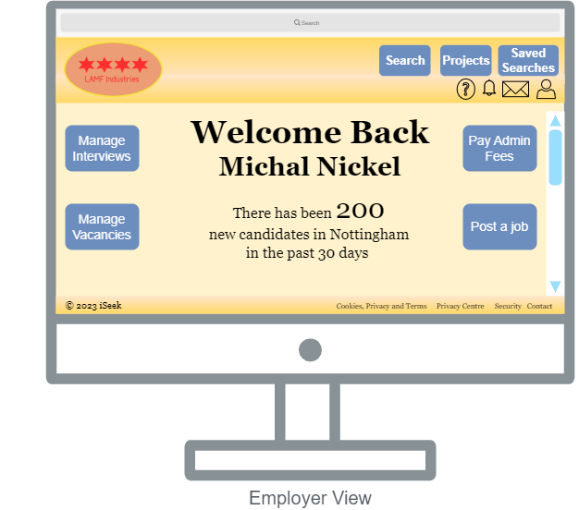 Search
LAMF Industries
Search
Projects
Saved
Searches
?
Manage
Interviews
Welcome Back
Michal Nickel
Pay Admin
Fees
Manage
Vacancies
There has been 200
new candidates in Nottingham
in the past 30 days
Post a job
© 2023 iSeek
Cookies, Privacy and Terms Privacy Centre Security Contact
Employer View